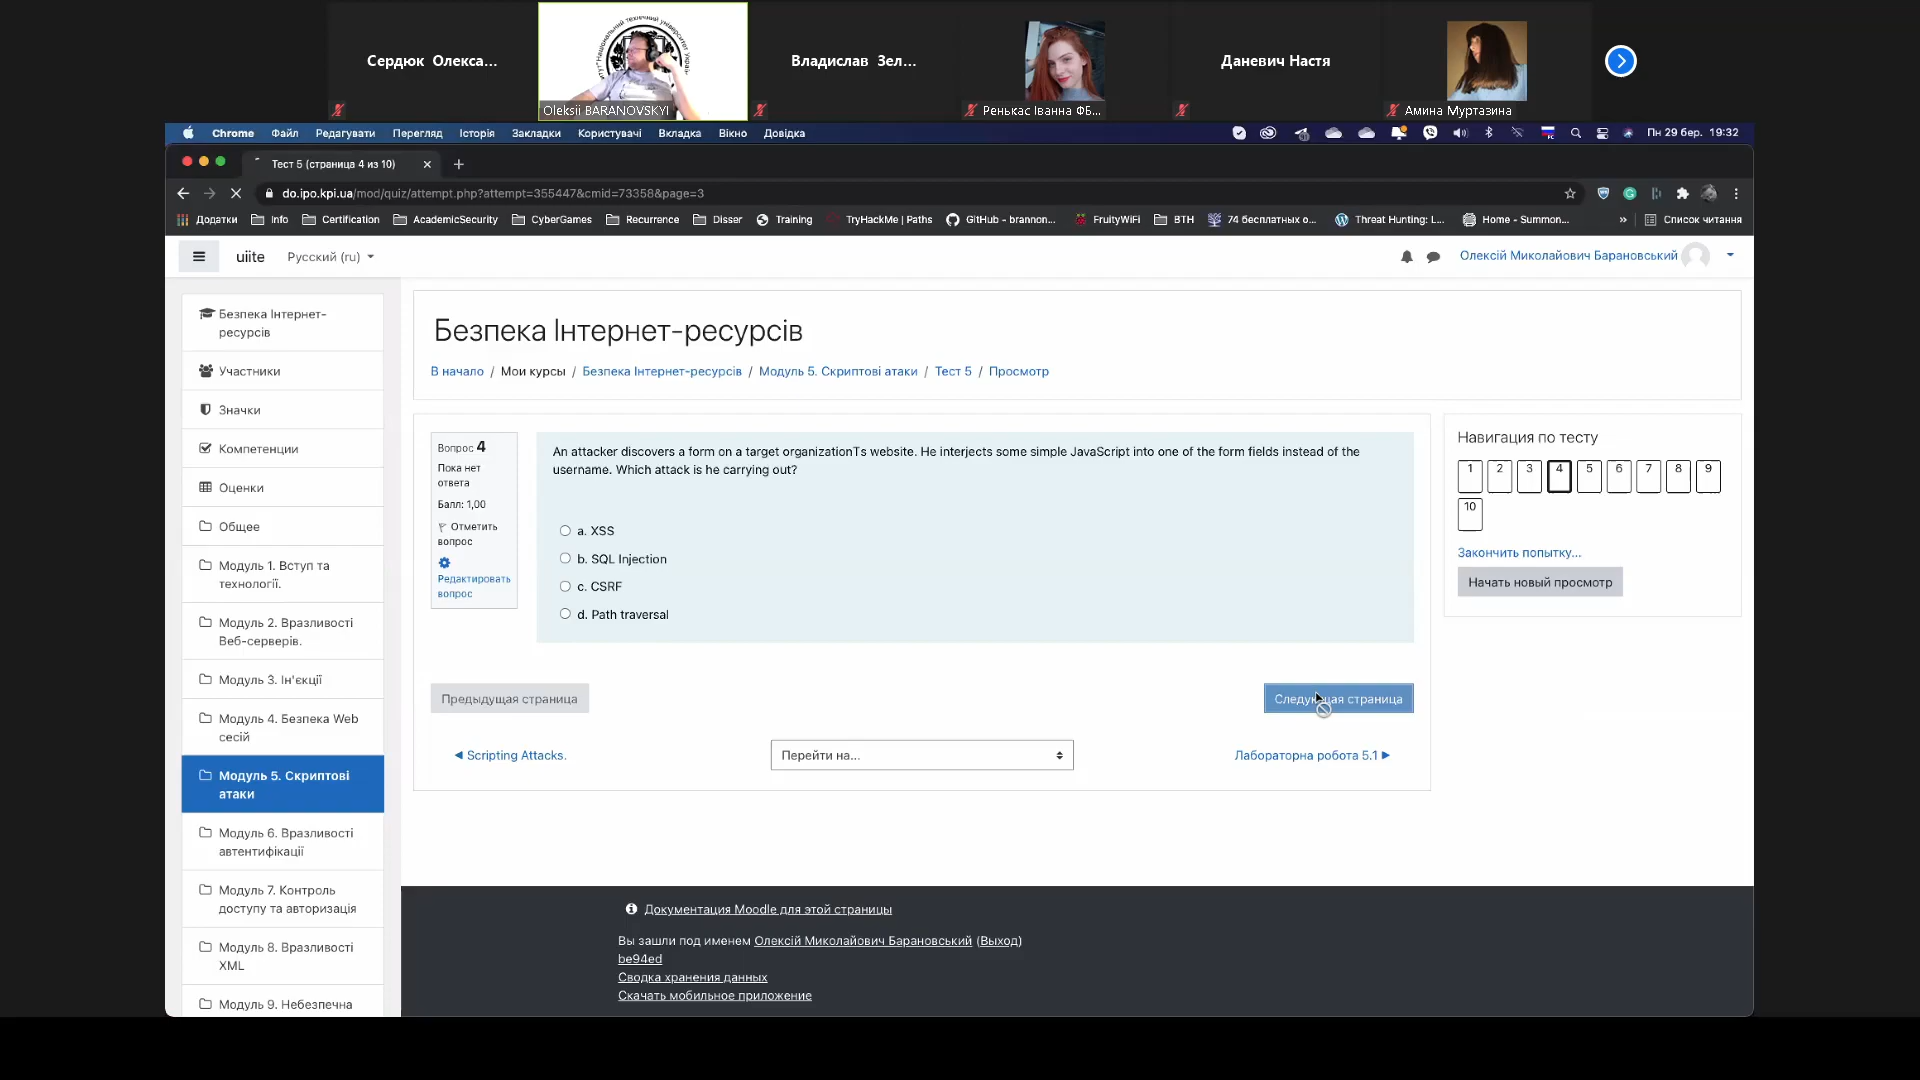 Сердюк Олекса...
Владислав Зел...
Даневич Настя
Oleksii BARANOVSKYI
Ренькас Іванна ФБ...
Амина Муртазина
Chrome Файл Редагувати Перегляд Історія Закладки Користувачі Вкладка Вікно Довідка
Пн 29 бер. 19:32
Тест 5 (страница 4 из 10)
do.ipo.kpi.ua/mod/quiz/attempt.php?attempt=355447&cmid=73358&page=3
Додатки Info Certification AcademicSecurity CyberGames Recurrence Disser Training TryHackMe | Paths GitHub - brannon... FruityWiFi BTH 74 бесплатных о... Threat Hunting: L... Home - Summon... » Список читання
uiite Русский (ru)
Олексій Миколайович Барановський
Безпека Інтернет-
ресурсів
Участники
Значки
Компетенции
Оценки
Общее
Модуль 1. Вступ та
технології.
Модуль 2. Вразливості
Веб-серверів.
Модуль 3. Ін'єкції
Модуль 4. Безпека Web
сесій
Модуль 5. Скриптові
атаки
Модуль 6. Вразливості
автентифікації
Модуль 7. Контроль
доступу та авторизація
Модуль 8. Вразливості
XML
Модуль 9. Небезпечна
Безпека Інтернет-ресурсів
В начало / Мои курсы / Безпека Інтернет-ресурсів / Модуль 5. Скриптові атаки / Тест 5 / Просмотр
Вопрос 4
Пока нет
ответа
Балл: 1,00
Отметить
вопрос
Редактировать
вопрос
An attacker discovers a form on a target organizationTs website. He interjects some simple JavaScript into one of the form fields instead of the
username. Which attack is he carrying out?
a. XSS
b. SQL Injection
c. CSRF
d. Path traversal
Предыдущая страница
Следующая страница
◄ Scripting Attacks.
Перейти на...
Лабораторна робота 5.1 ►
Навигация по тесту
1 2 3 4 5 6 7 8 9
10
Закончить попытку...
Начать новый просмотр
Документация Moodle для этой страницы
Вы зашли под именем Олексій Миколайович Барановський (Выход)
be94ed
Сводка хранения данных
Скачать мобильное приложение